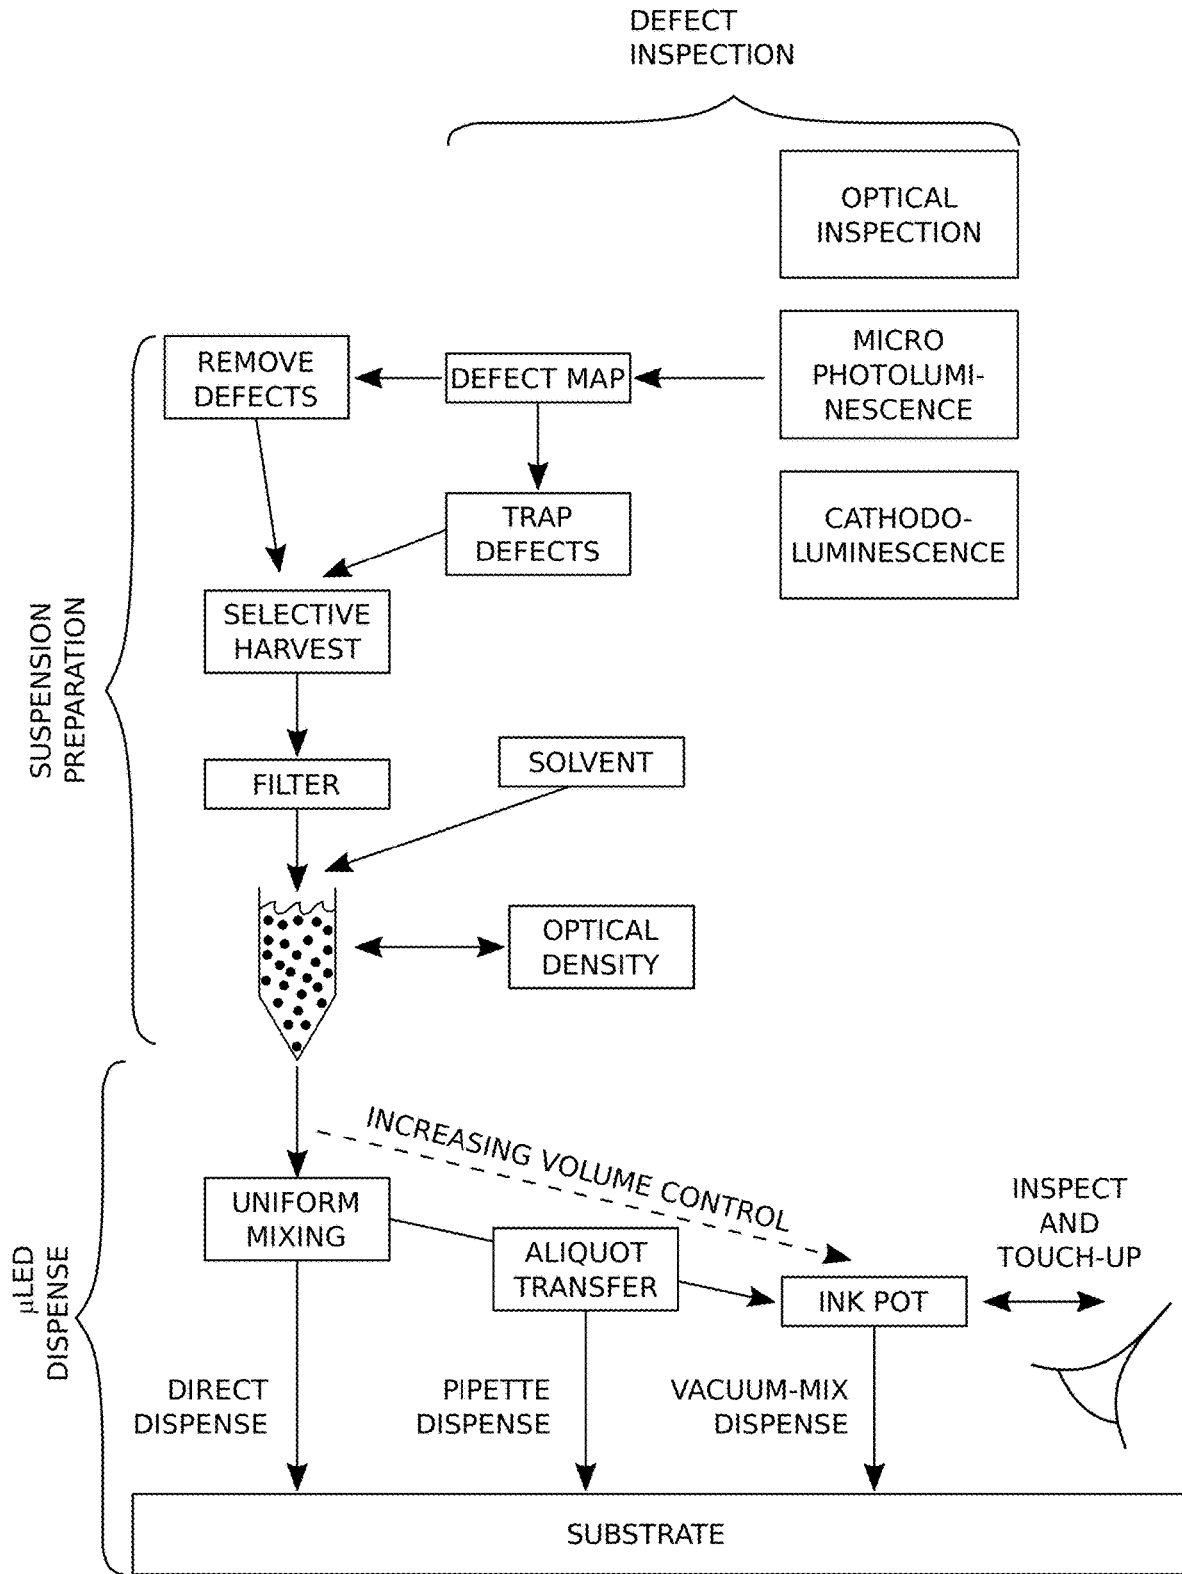 DEFECT
INSPECTION
OPTICAL
INSPECTION
MICRO
PHOTOLUMI-
NESCENCE
CATHODO-
LUMINESCENCE
DEFECT MAP
REMOVE
DEFECTS
TRAP
DEFECTS
SUSPENSION
PREPARATION
SELECTIVE
HARVEST
FILTER
SOLVENT
OPTICAL
DENSITY
µLED
DISPENSE
INCREASING VOLUME CONTROL
UNIFORM
MIXING
ALIQUOT
TRANSFER
INK POT
INSPECT
AND
TOUCH-UP
DIRECT
DISPENSE
PIPETTE
DISPENSE
VACUUM-MIX
DISPENSE
SUBSTRATE